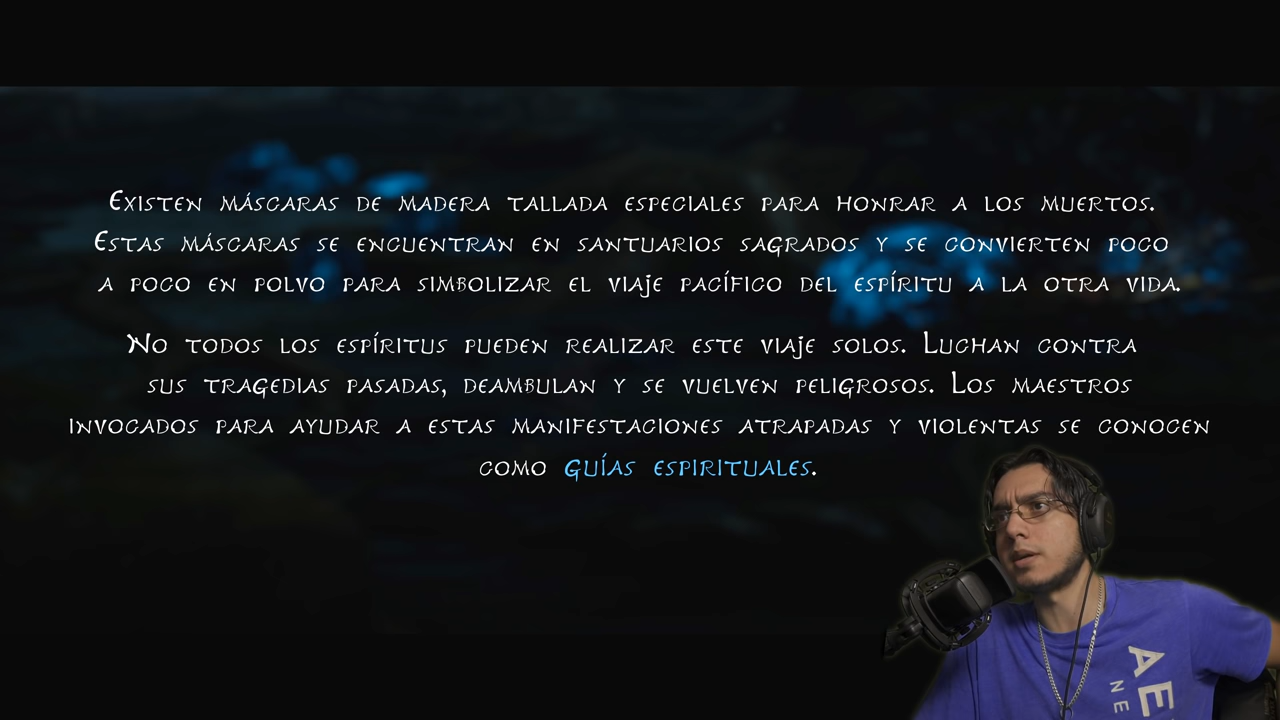 Existen máscaras de madera tallada especiales para honrar a los muertos.
Estas máscaras se encuentran en santuarios sagrados y se convierten poco
a poco en polvo para simbolizar el viaje pacífico del espíritu a la otra vida.
No todos los espíritus pueden realizar este viaje solos. Luchan contra
sus tragedias pasadas, deambulan y se vuelven peligrosos. Los maestros
invocados para ayudar a estas manifestaciones atrapadas y violentas se conocen
como guías espirituales.
AE
NE